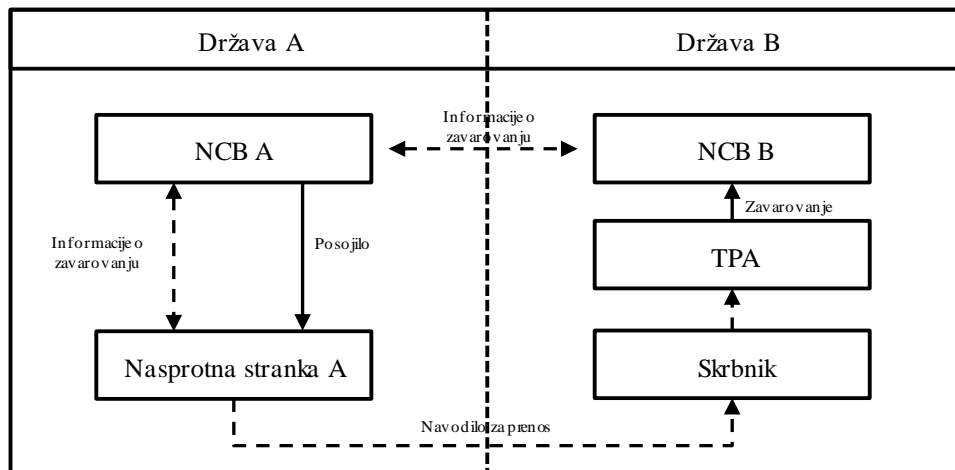 Država A
Država B
Informacije o
zavarovanju
NCB A
NCB B
Zavarovanje
Informacije o
zavarovanju
Posojilo
TPA
Nasprotna stranka A
Skrbnik
Navodilo za prenos